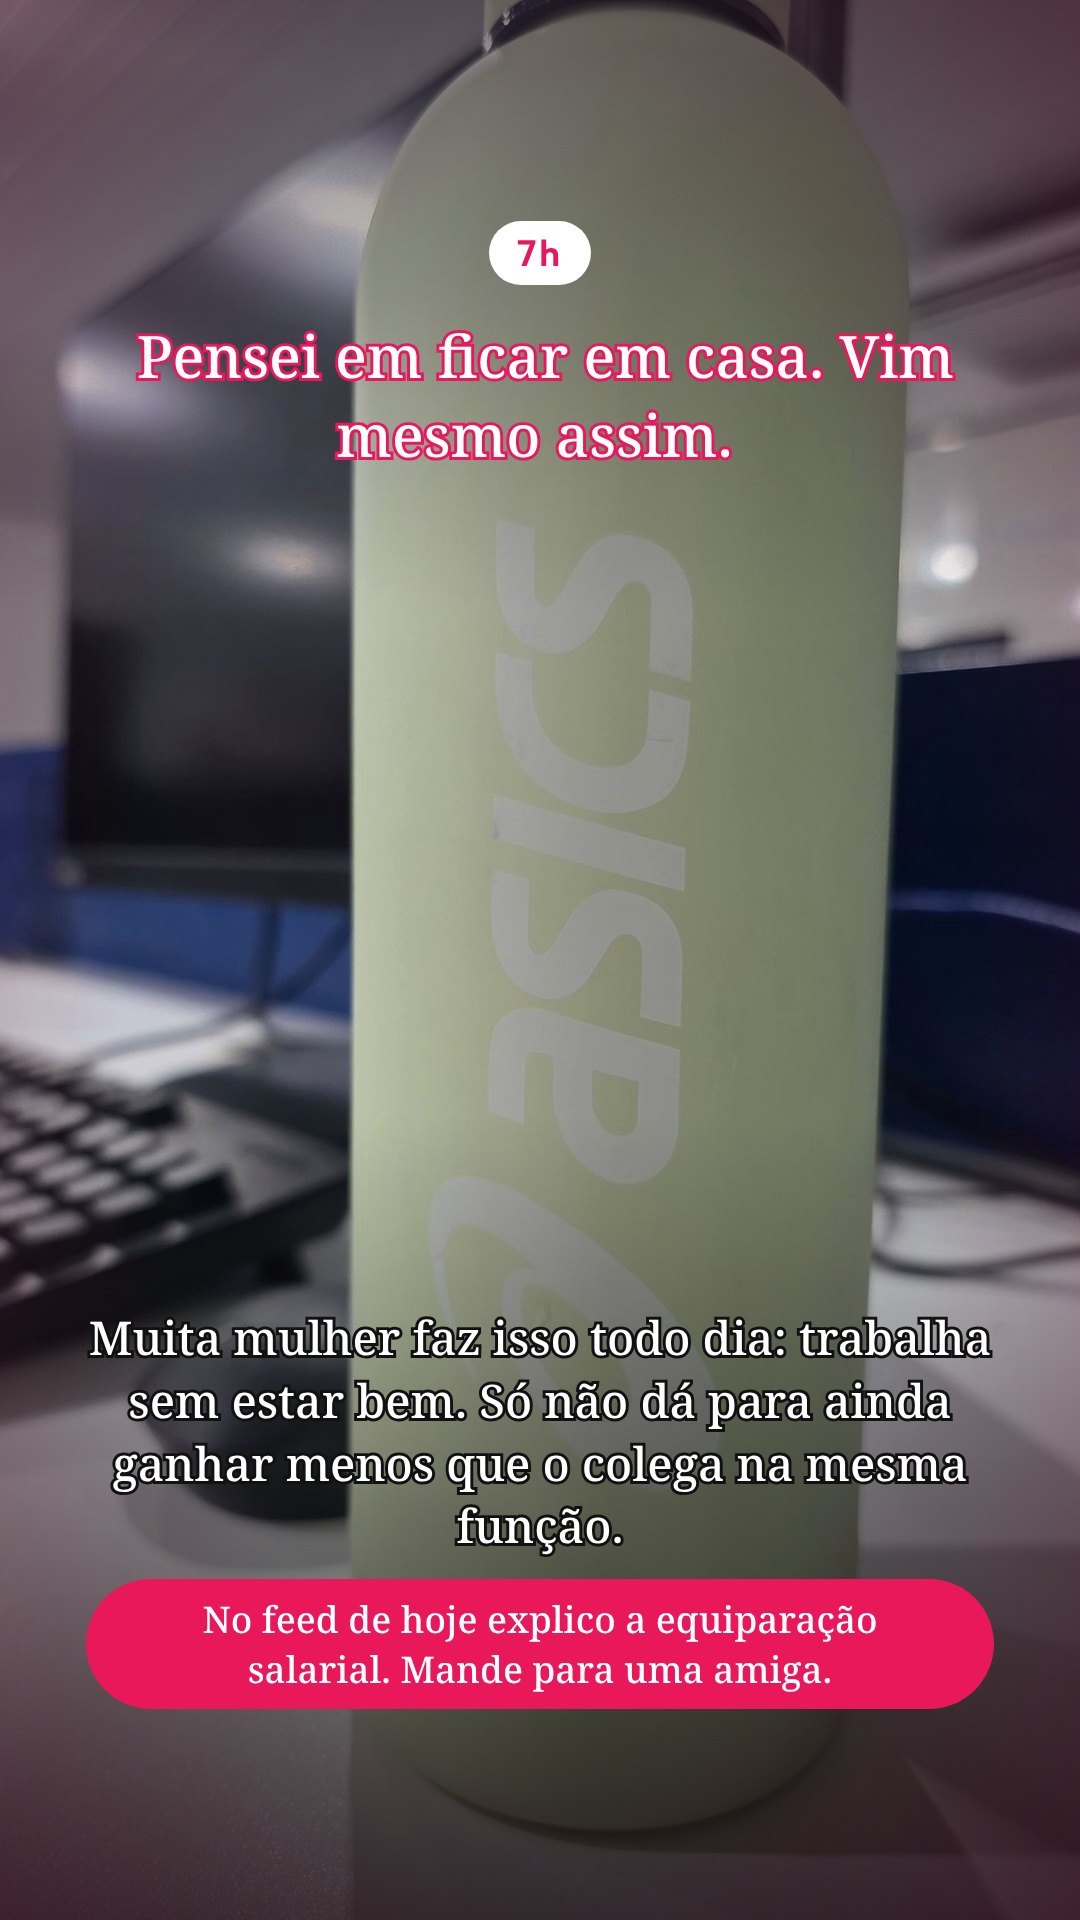 7h
Pensei em ficar em casa. Vim
mesmo assim.
asics
Muita mulher faz isso todo dia: trabalha
sem estar bem. Só não dá para ainda
ganhar menos que o colega na mesma
função.
No feed de hoje explico a equiparação
salarial. Mande para uma amiga.